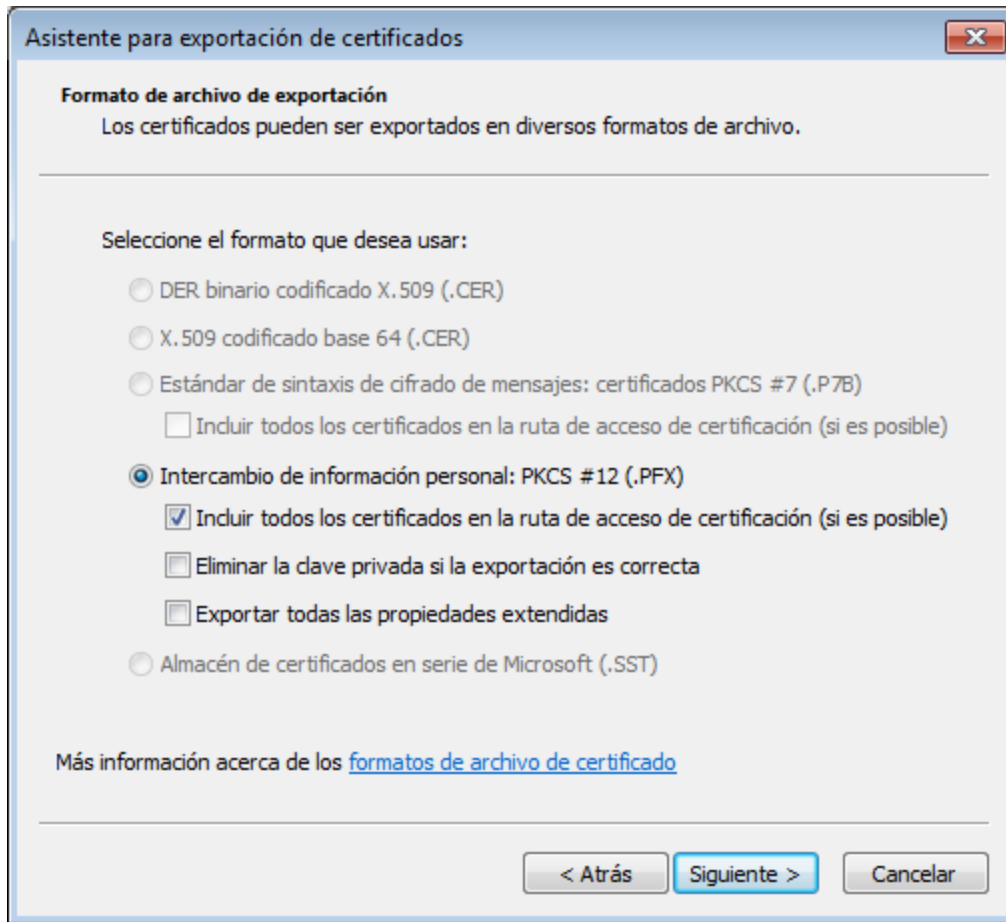 Asistente para exportación de certificados
Formato de archivo de exportación
Los certificados pueden ser exportados en diversos formatos de archivo.
Seleccione el formato que desea usar:
DER binario codificado X.509 (.CER)
X.509 codificado base 64 (.CER)
Estándar de sintaxis de cifrado de mensajes: certificados PKCS #7 (.P7B)
Incluir todos los certificados en la ruta de acceso de certificación (si es posible)
Intercambio de información personal: PKCS #12 (.PFX)
Incluir todos los certificados en la ruta de acceso de certificación (si es posible)
Eliminar la clave privada si la exportación es correcta
Exportar todas las propiedades extendidas
Almacén de certificados en serie de Microsoft (.SST)
Más información acerca de los formatos de archivo de certificado
< Atrás Siguiente > Cancelar